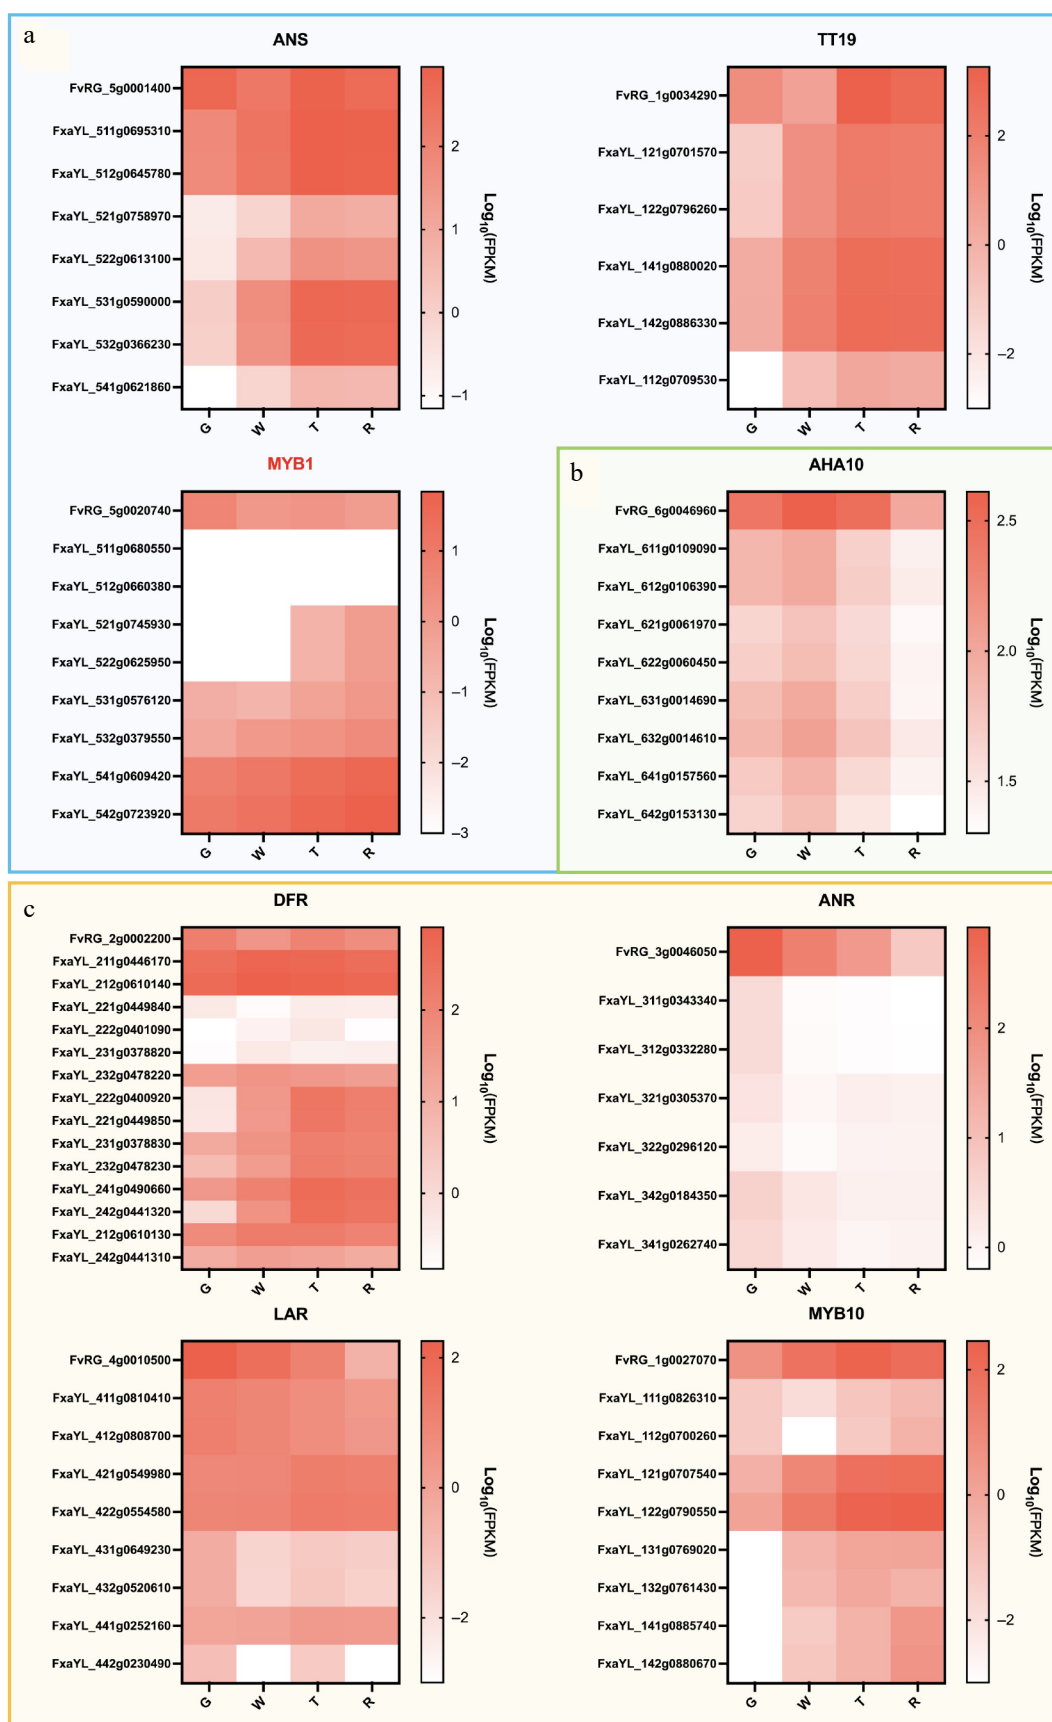 a
ANS
FvRG_5g0001400
FxaYL_511g0695310
FxaYL_512g0645780
FxaYL_521g0758970
FxaYL_522g0613100
FxaYL_531g0590000
FxaYL_532g0366230
FxaYL_541g0621860
G W T R
2
1
0
−1
Log10(FPKM)
TT19
FvRG_1g0034290
FxaYL_121g0701570
FxaYL_122g0796260
FxaYL_141g0880020
FxaYL_142g0886330
FxaYL_112g0709530
G W T R
2
0
−2
Log10(FPKM)
MYB1
FvRG_5g0020740
FxaYL_511g0680550
FxaYL_512g0660380
FxaYL_521g0745930
FxaYL_522g0625950
FxaYL_531g0576120
FxaYL_532g0379550
FxaYL_541g0609420
FxaYL_542g0723920
G W T R
1
0
−1
−2
−3
Log10(FPKM)
b
AHA10
FvRG_6g0046960
FxaYL_611g0109090
FxaYL_612g0106390
FxaYL_621g0061970
FxaYL_622g0060450
FxaYL_631g0014690
FxaYL_632g0014610
FxaYL_641g0157560
FxaYL_642g0153130
G W T R
2.5
2.0
1.5
Log10(FPKM)
c
DFR
FvRG_2g0002200
FxaYL_211g0446170
FxaYL_212g0610140
FxaYL_221g0449840
FxaYL_222g0401090
FxaYL_231g0378820
FxaYL_232g0478220
FxaYL_222g0400920
FxaYL_221g0449850
FxaYL_231g0378830
FxaYL_232g0478230
FxaYL_241g0490660
FxaYL_242g0441320
FxaYL_212g0610130
FxaYL_242g0441310
G W T R
2
1
0
Log10(FPKM)
ANR
FvRG_3g0046050
FxaYL_311g0343340
FxaYL_312g0332280
FxaYL_321g0305370
FxaYL_322g0296120
FxaYL_342g0184350
FxaYL_341g0262740
G W T R
2
1
0
Log10(FPKM)
LAR
FvRG_4g0010500
FxaYL_411g0810410
FxaYL_412g0808700
FxaYL_421g0549980
FxaYL_422g0554580
FxaYL_431g0649230
FxaYL_432g0520610
FxaYL_441g0252160
FxaYL_442g0230490
G W T R
2
0
−2
Log10(FPKM)
MYB10
FvRG_1g0027070
FxaYL_111g0826310
FxaYL_112g0700260
FxaYL_121g0707540
FxaYL_122g0790550
FxaYL_131g0769020
FxaYL_132g0761430
FxaYL_141g0885740
FxaYL_142g0880670
G W T R
2
0
−2
Log10(FPKM)